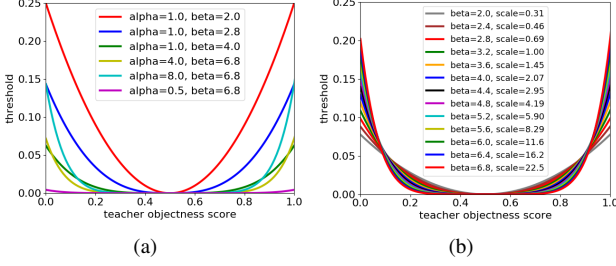 0.25
0.20
0.15
0.10
0.05
0.00
threshold
alpha=1.0, beta=2.0
alpha=1.0, beta=2.8
alpha=1.0, beta=4.0
alpha=4.0, beta=6.8
alpha=8.0, beta=6.8
alpha=0.5, beta=6.8
0.0 0.2 0.4 0.6 0.8 1.0
teacher objectness score
(a)
0.20
0.15
0.10
0.05
0.00
threshold
beta=2.0, scale=0.31
beta=2.4, scale=0.46
beta=2.8, scale=0.69
beta=3.2, scale=1.00
beta=3.6, scale=1.45
beta=4.0, scale=2.07
beta=4.4, scale=2.95
beta=4.8, scale=4.19
beta=5.2, scale=5.90
beta=5.6, scale=8.29
beta=6.0, scale=11.6
beta=6.4, scale=16.2
beta=6.8, scale=22.5
0.0 0.2 0.4 0.6 0.8 1.0
teacher objectness score
(b)